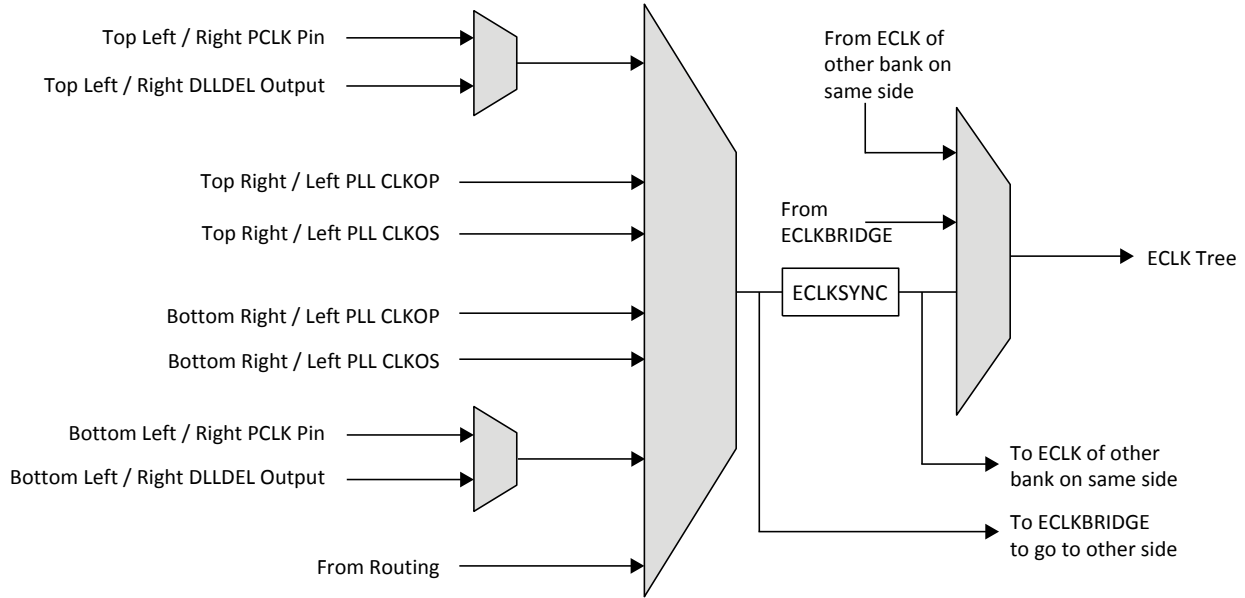 Top Left / Right PCLK Pin
Top Left / Right DLLDEL Output
Top Right / Left PLL CLKOP
Top Right / Left PLL CLKOS
Bottom Right / Left PLL CLKOP
Bottom Right / Left PLL CLKOS
Bottom Left / Right PCLK Pin
Bottom Left / Right DLLDEL Output
From Routing
From ECLK of
other bank on
same side
From
ECLKBRIDGE
ECLKSYNC
ECLK Tree
To ECLK of other
bank on same side
To ECLKBRIDGE
to go to other side